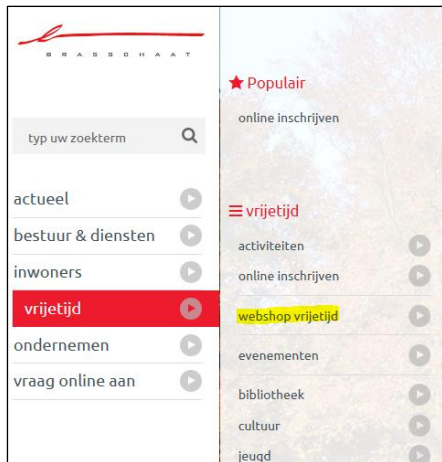 BRASSCHAAT
typ uw zoekterm
actueel
bestuur & diensten
inwoners
vrijetijd
ondernemen
vraag online aan
Populair
online inschrijven
vrijetijd
activiteiten
online inschrijven
webshop vrijetijd
evenementen
bibliotheek
cultuur
jeugd